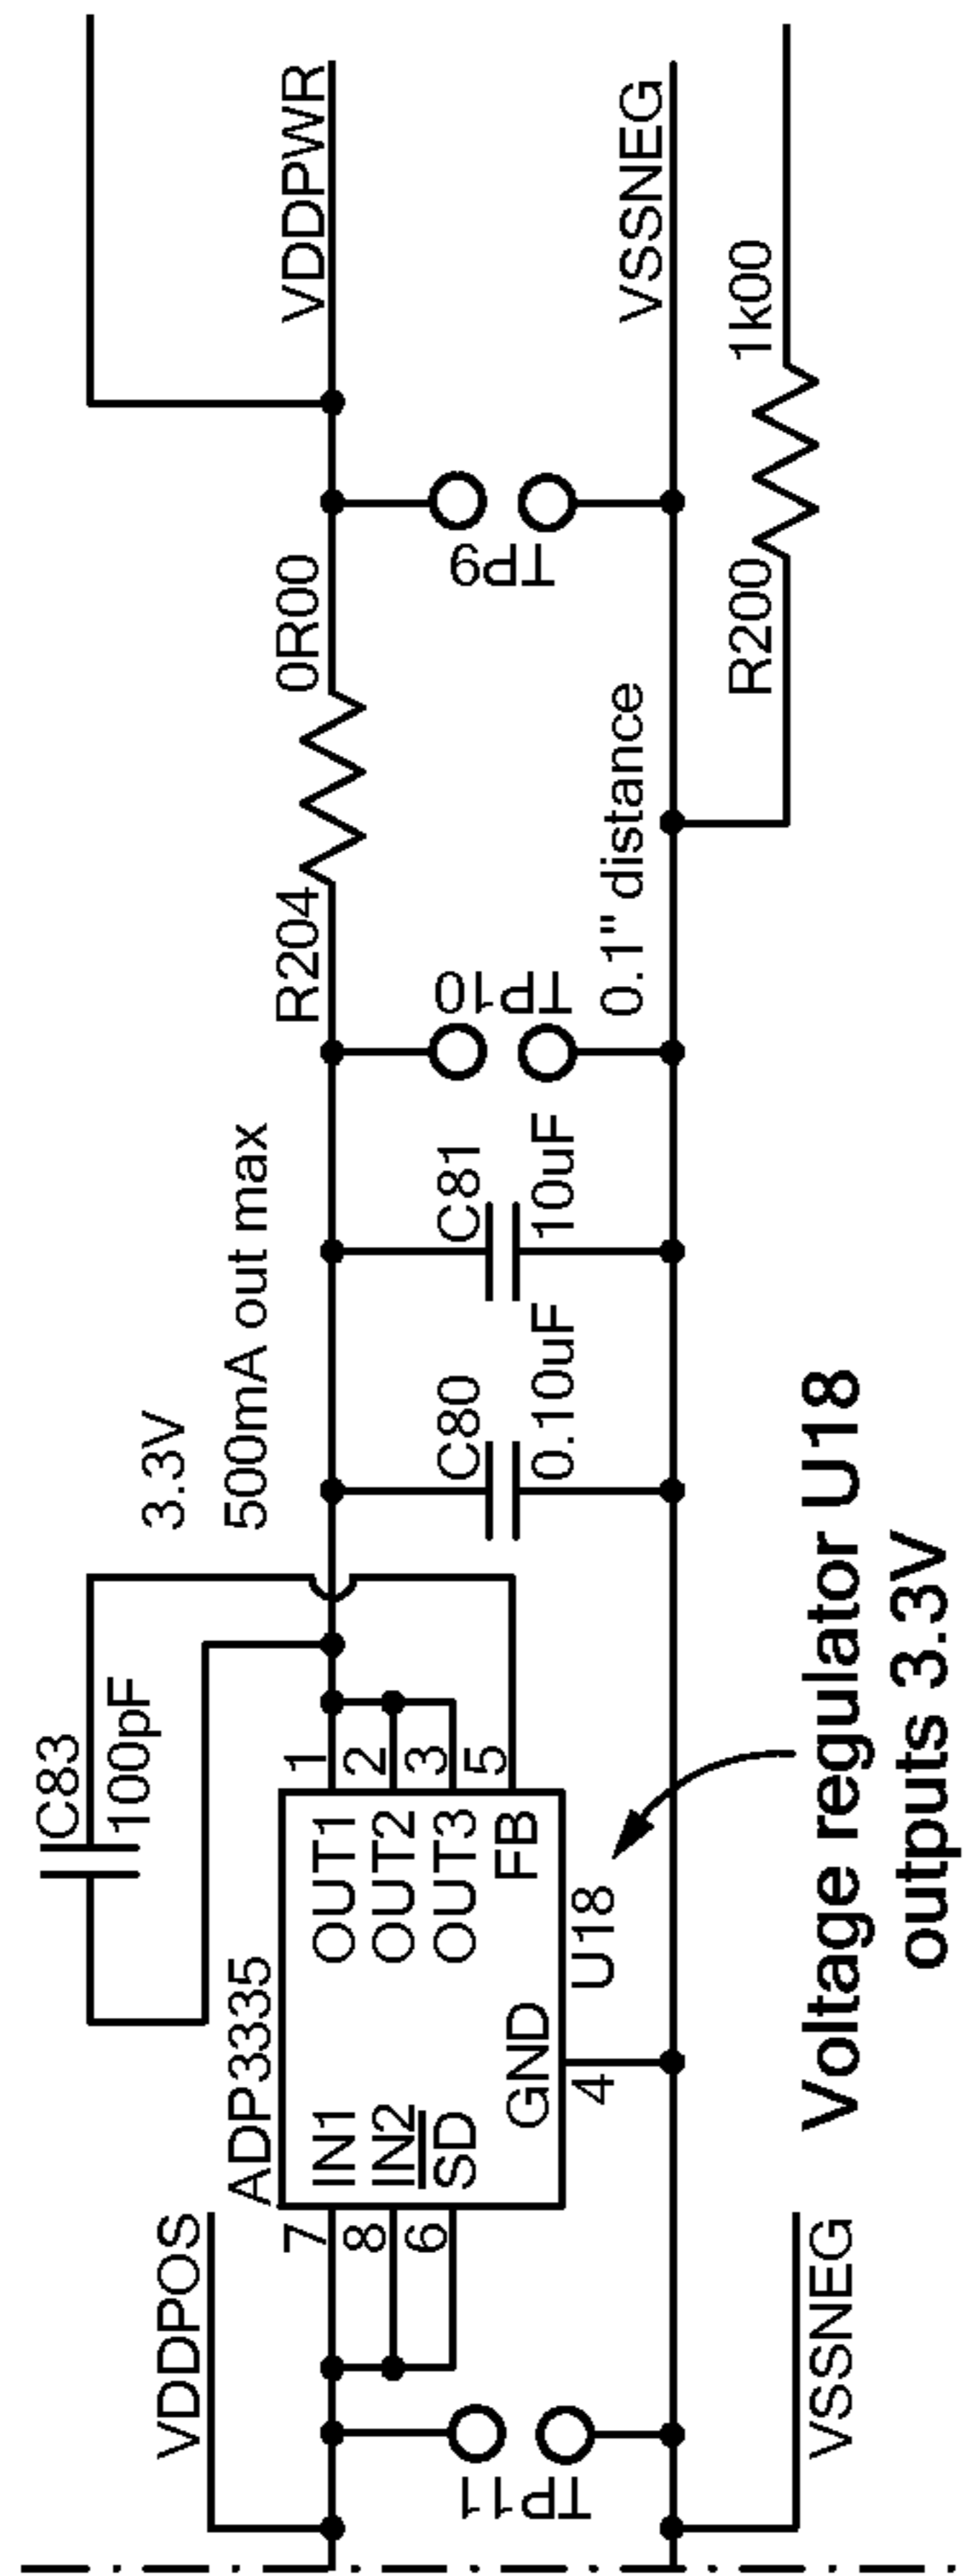 VDDPOS
TP11
VSSNEG
ADP3335
7
8
6
IN1
IN2
SD
GND
OUT1
OUT2
OUT3
FB
1
2
3
5
4
U18
C83
100pF
3.3V
500mA out max
C80
0.10uF
C81
10uF
TP10
0.1" distance
R204
0R00
TP9
R200
1k00
VDDPWR
VSSNEG
Voltage regulator U18
outputs 3.3V